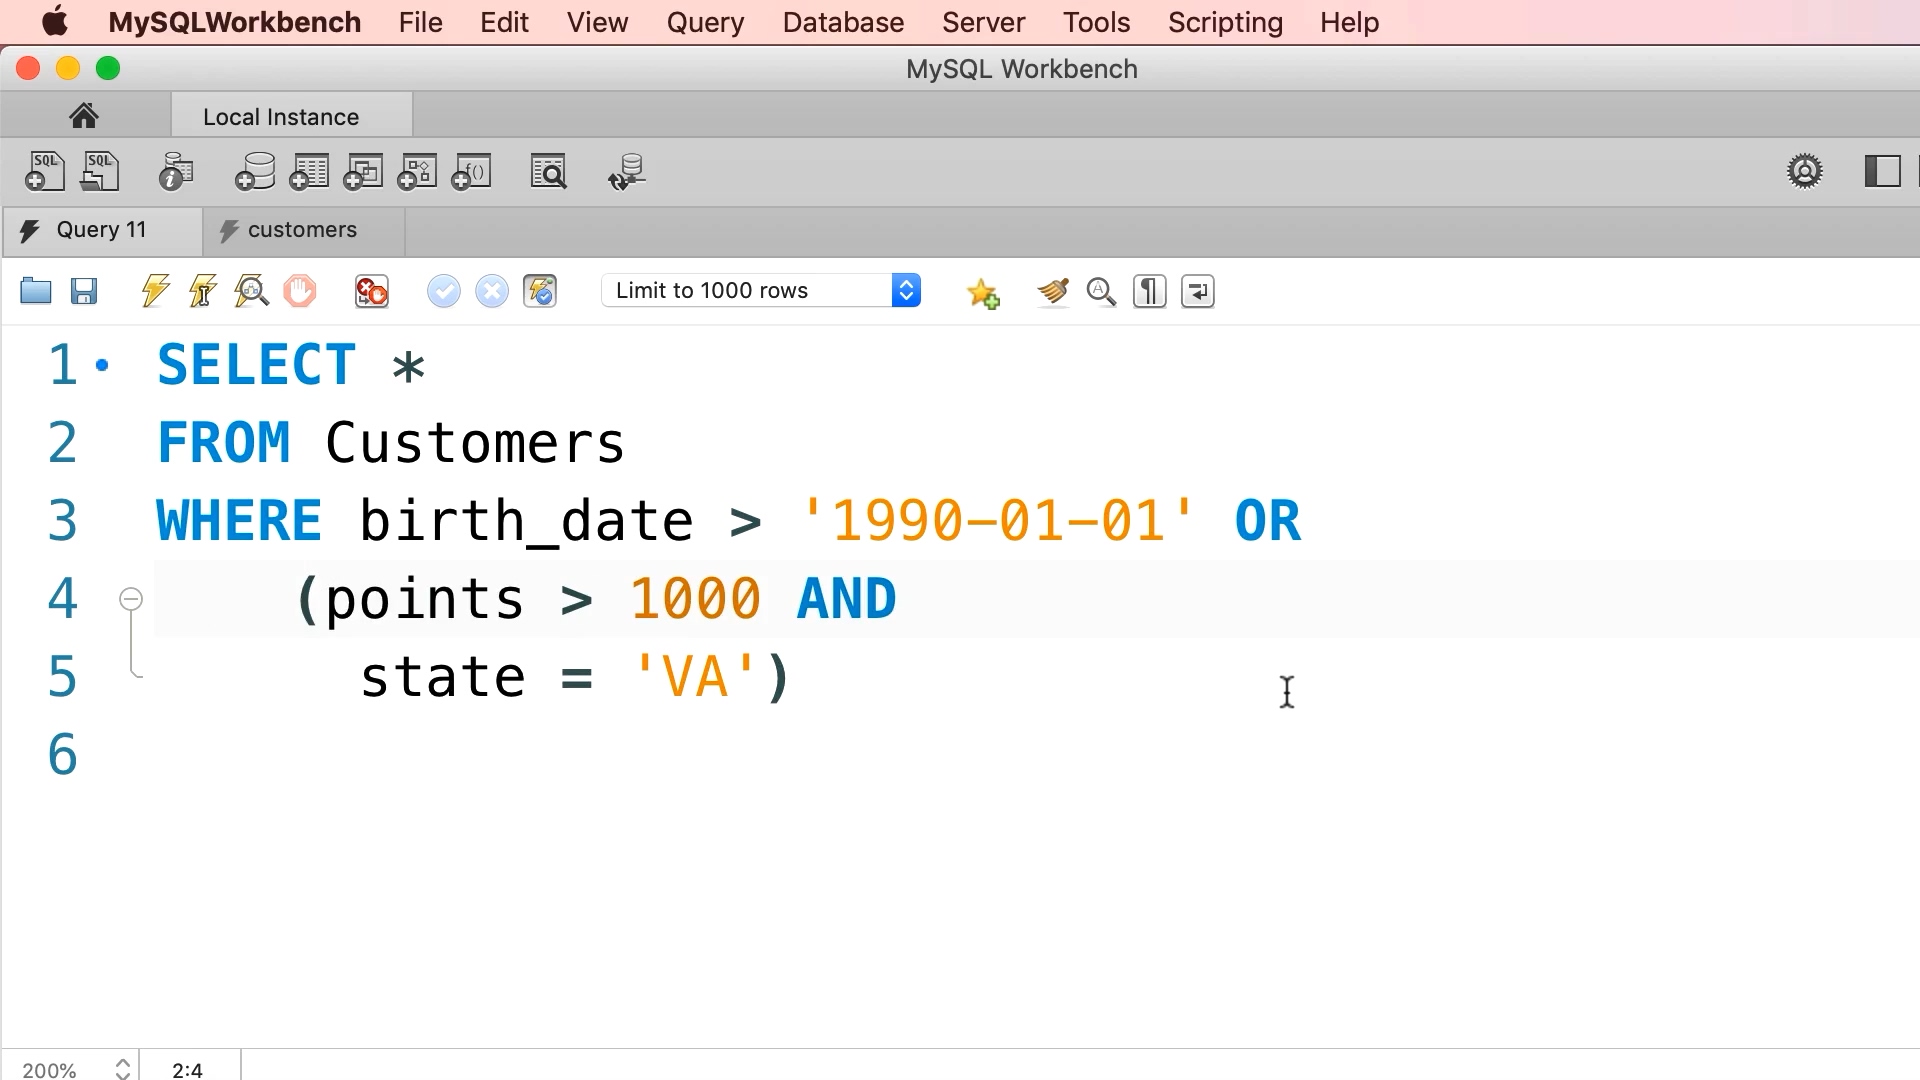 MySQLWorkbench File Edit View Query Database Server Tools Scripting Help
MySQL Workbench
Local Instance
SQL SQL
Query 11 customers
Limit to 1000 rows
1 SELECT *
2 FROM Customers
3 WHERE birth_date > '1990-01-01' OR
4 (points > 1000 AND
5 state = 'VA')
6
200% 2:4